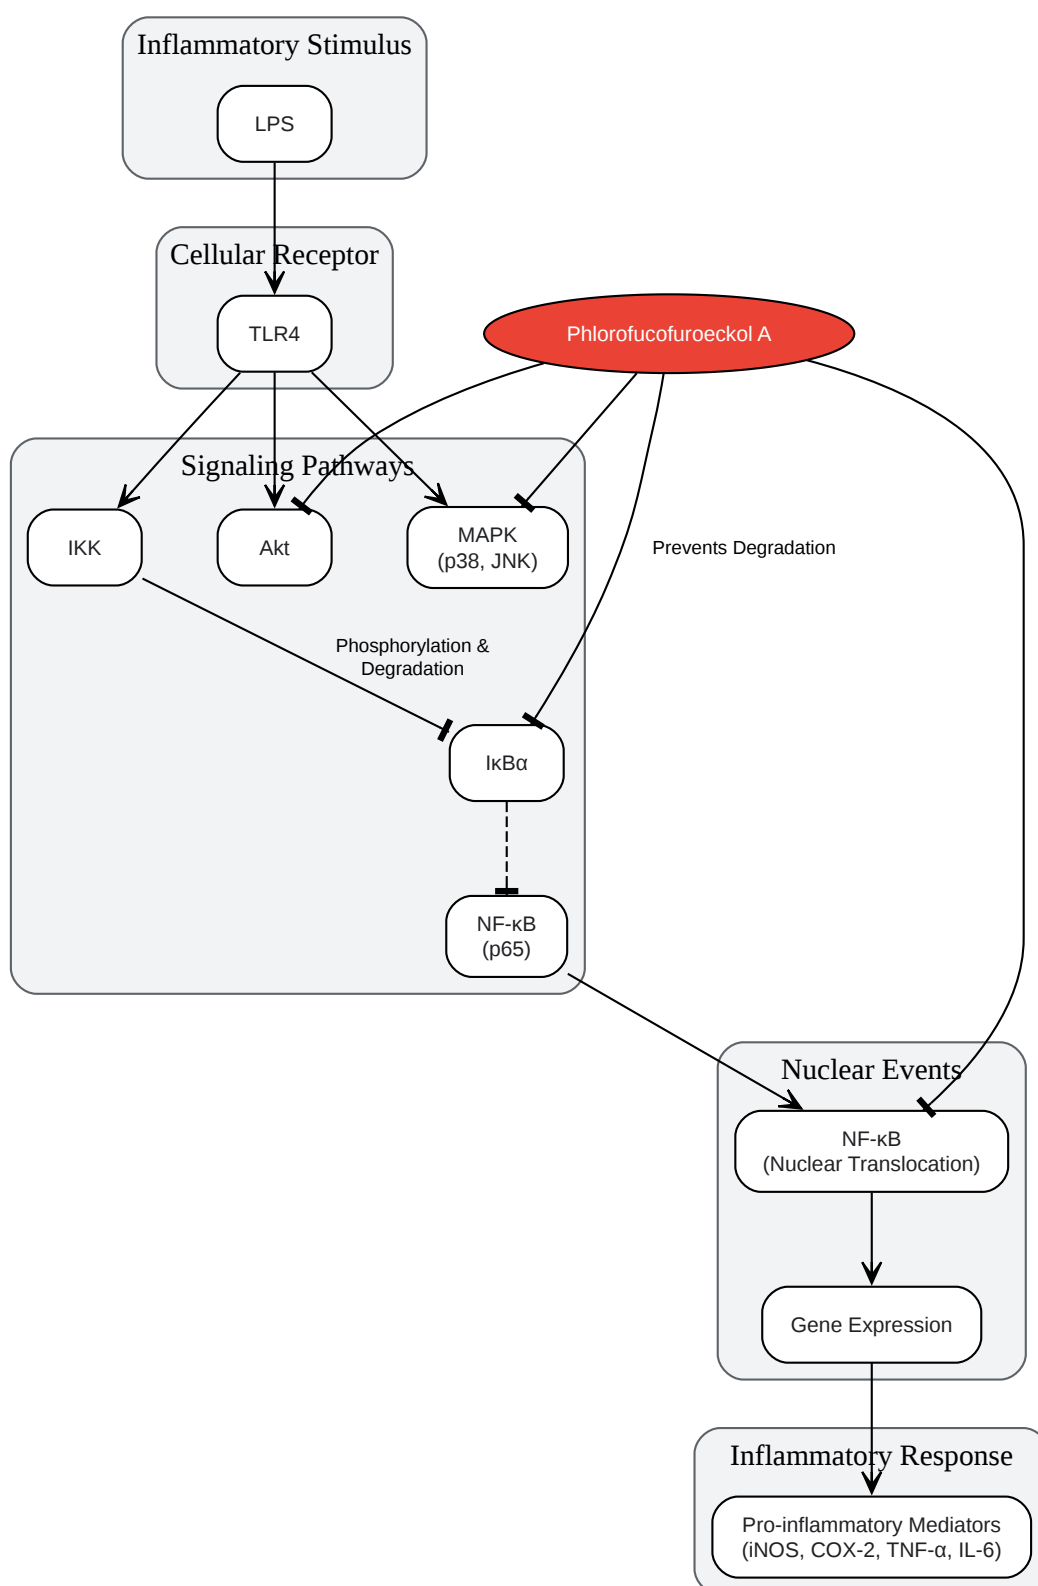 Inflammatory Stimulus
LPS
Cellular Receptor
TLR4
Phlorofucofuroeckol A
Signaling Pathways
IKK
Akt
MAPK
(p38, JNK)
Prevents Degradation
Phosphorylation &
Degradation
IκBα
NF-κB
(p65)
Nuclear Events
NF-κB
(Nuclear Translocation)
Gene Expression
Inflammatory Response
Pro-inflammatory Mediators
(iNOS, COX-2, TNF-α, IL-6)